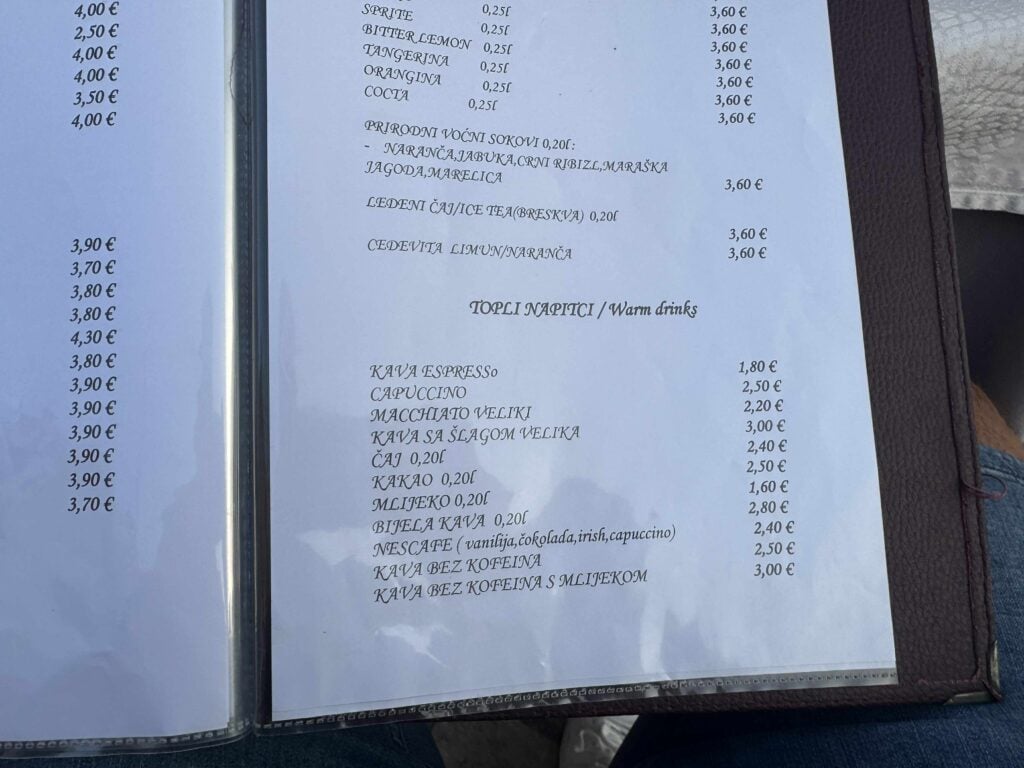 4,00 €
2,50 €
4,00 €
4,00 €
3,50 €
4,00 €
3,90 €
3,70 €
3,80 €
3,80 €
4,30 €
3,80 €
3,90 €
3,90 €
3,90 €
3,90 €
3,90 €
3,70 €
SPRITE 0,25l 3,60 €
BITTER LEMON 0,25l 3,60 €
TANGERINA 0,25l 3,60 €
ORANGINA 0,25l 3,60 €
COCTA 0,25l 3,60 €
0,25l 3,60 €
3,60 €
PRIRODNI VOĆNI SOKOVI 0,20l:
- NARANČA,JABUKA,CRNI RIBIZL,MARAŠKA
JAGODA,MARELICA 3,60 €
LEDENI ČAJ/ICE TEA(BRESKVA) 0,20l
3,60 €
CEDEVITA LIMUN/NARANČA 3,60 €
TOPLI NAPITCI / Warm drinks
KAVA ESPRESSo 1,80 €
CAPUCCINO 2,50 €
MACCHIATO VELIKI 2,20 €
KAVA SA ŠLAGOM VELIKA 3,00 €
ČAJ 0,20l 2,40 €
KAKAO 0,20l 2,50 €
MLIJEKO 0,20l 1,60 €
BIJELA KAVA 0,20l 2,80 €
NESCAFE ( vanilija,čokolada,irish,capuccino) 2,40 €
KAVA BEZ KOFEINA 2,50 €
KAVA BEZ KOFEINA S MLIJEKOM 3,00 €